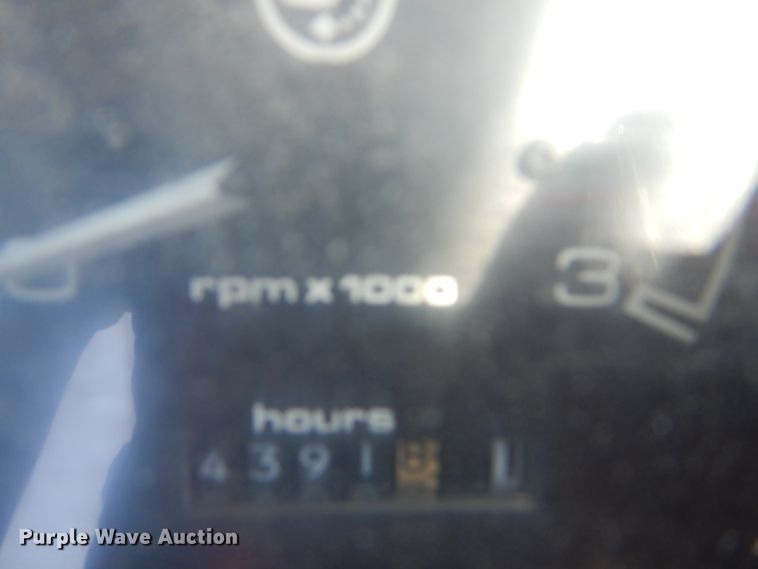 rpm x 1000
3
hours
4391
Purple Wave Auction